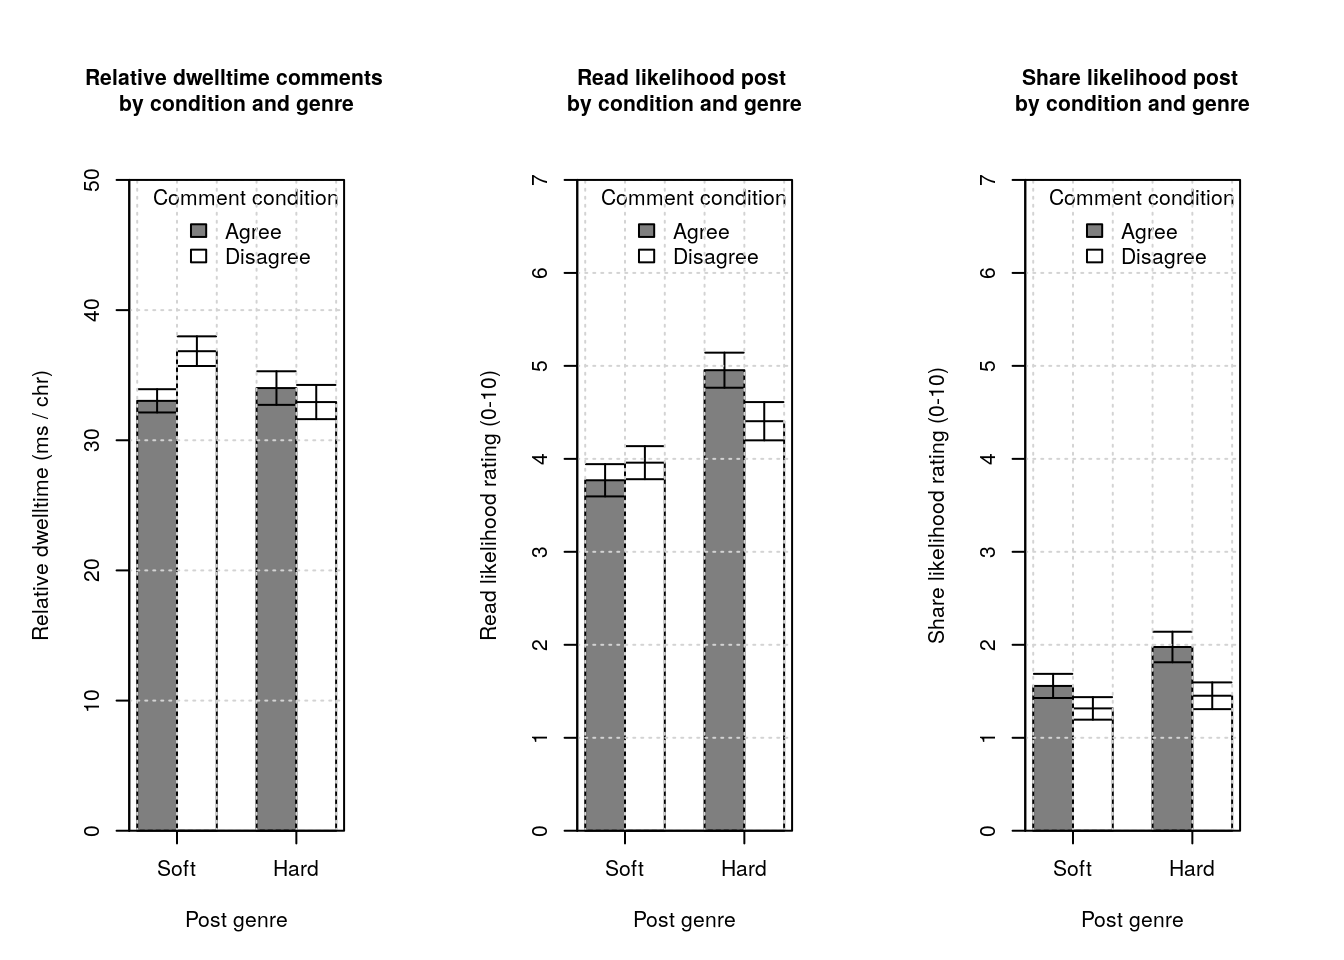 Relative dwelltime comments
by condition and genre
Relative dwelltime (ms / chr)
50
40
30
20
10
0
Comment condition
Agree
Disagree
Soft
Hard
Post genre
Read likelihood post
by condition and genre
Read likelihood rating (0-10)
7
6
5
4
3
2
1
0
Comment condition
Agree
Disagree
Soft
Hard
Post genre
Share likelihood post
by condition and genre
Share likelihood rating (0-10)
7
6
5
4
3
2
1
0
Comment condition
Agree
Disagree
Soft
Hard
Post genre